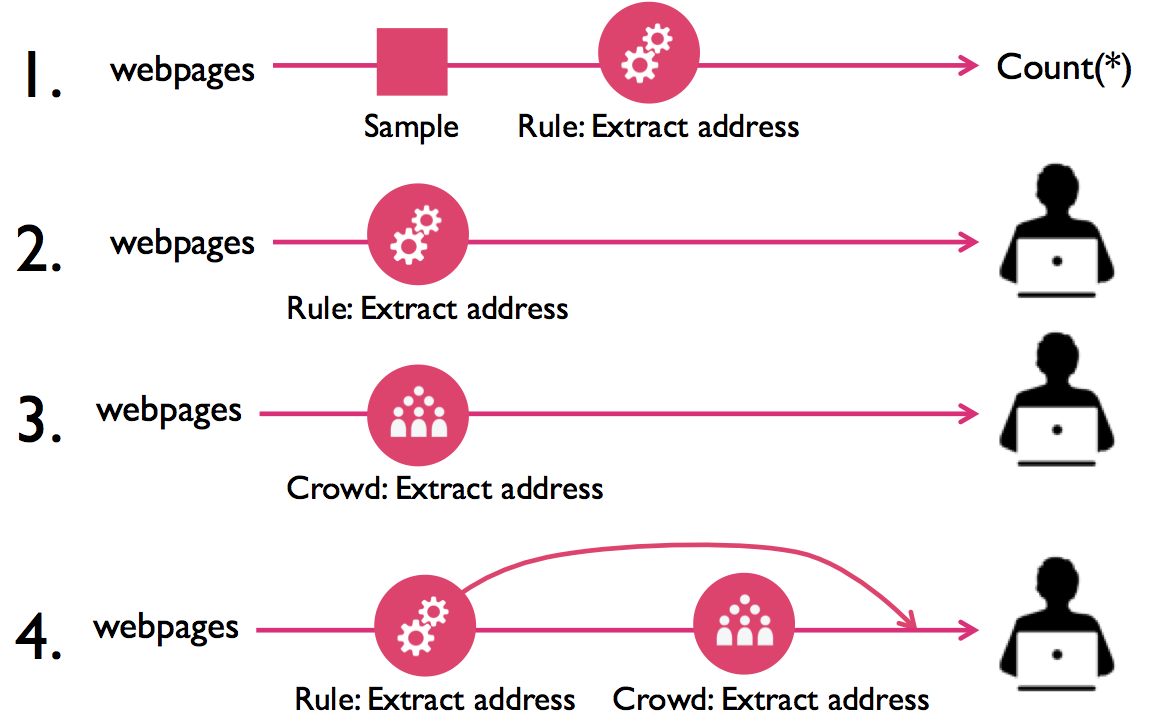 1. webpages Count(*)
Sample Rule: Extract address
2. webpages
Rule: Extract address
3. webpages
Crowd: Extract address
4. webpages
Rule: Extract address Crowd: Extract address